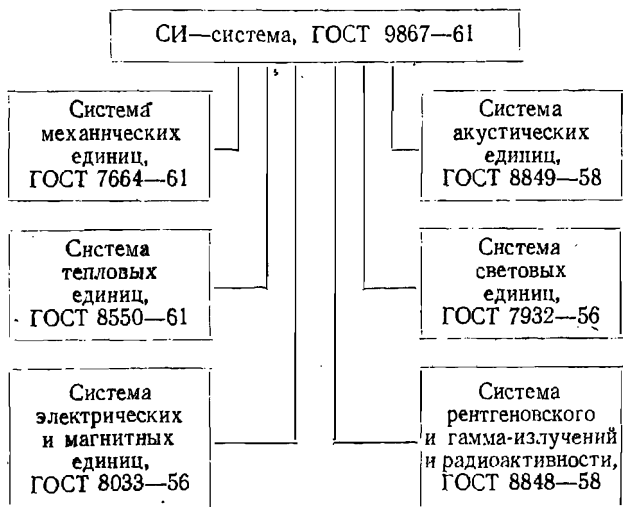 СИ—система, ГОСТ 9867—61
Система
механических
единиц,
ГОСТ 7664—61
Система
акустических
единиц,
ГОСТ 8849—58
Система
тепловых
единиц,
ГОСТ 8550—61
Система
световых
единиц,
ГОСТ 7932—56
Система
электрических
и магнитных
единиц,
ГОСТ 8033—56
Система
рентгеновского
и гамма-излучений
и радиоактивности,
ГОСТ 8848—58